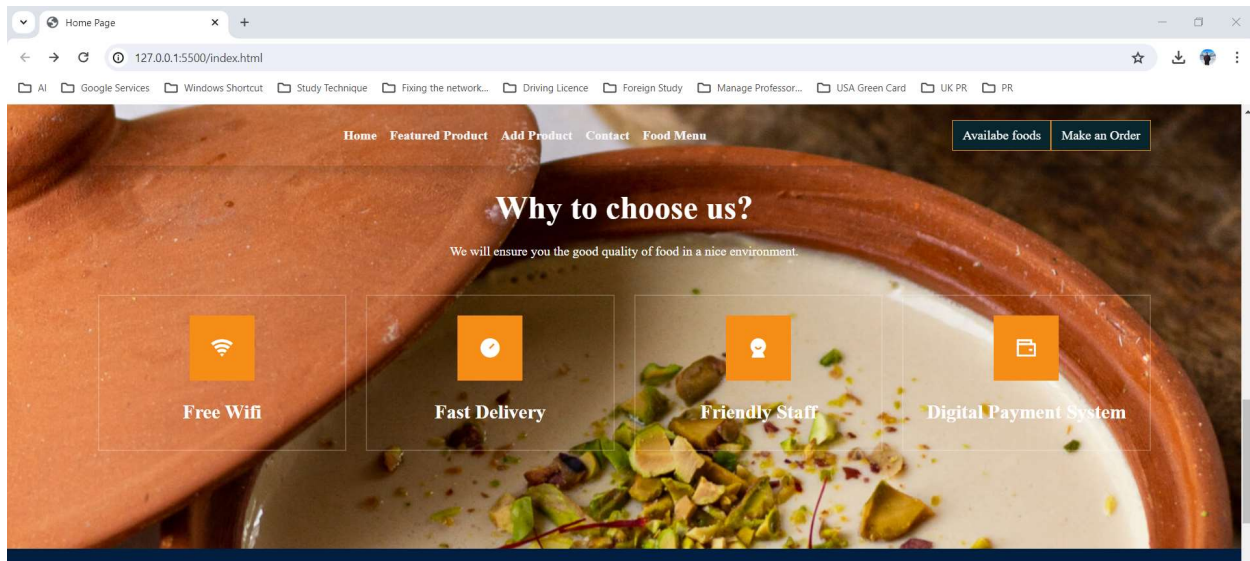 Home Page
127.0.0.1:5500/index.html
AI Google Services Windows Shortcut Study Technique Fixing the network... Driving Licence Foreign Study Manage Professor... USA Green Card UK PR PR
Home Featured Product Add Product Contact Food Menu Availabe foods Make an Order
Why to choose us?
We will ensure you the good quality of food in a nice environment.
Free Wifi Fast Delivery Friendly Staff Digital Payment System